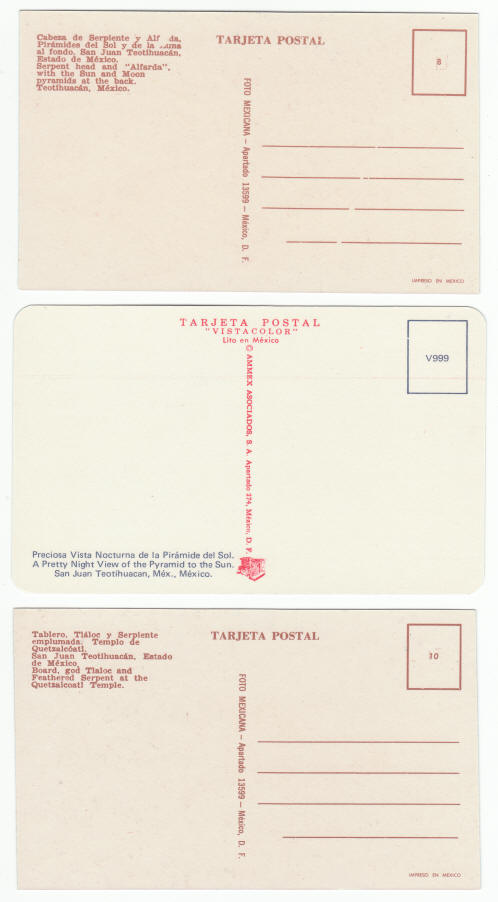 Cabeza de Serpiente y
Pirámides del Sol y de la
al fondo, San Juan Teotihuacán,
Estado de México.
Serpent head and "Alfarda",
with the Sun and Moon
pyramids at the back.
Teotihuacán, México.
TARJETA POSTAL
8
FOTO MEXICANA — Apartado 13599 — México, D. F.
IMPRESO EN MEXICO
TARJETA POSTAL
"VISTACOLOR"
Lito en México
V999
© AMMEX ASOCIADOS, S. A. Apartado 274, México, D. F.
Preciosa Vista Nocturna de la Pirámide del Sol.
A Pretty Night View of the Pyramid to the Sun.
San Juan Teotihuacan, Méx., México.
Tablero, Tláloc y Serpiente
emplumada. Templo de
Quetzalcóatl.
San Juan Teotihuacán, Estado
de México
Board, god Tlaloc and
Feathered Serpent at the
Quetzalcoatl Temple.
TARJETA POSTAL
10
FOTO MEXICANA — Apartado 13599 — México, D. F.
IMPRESO EN MEXICO